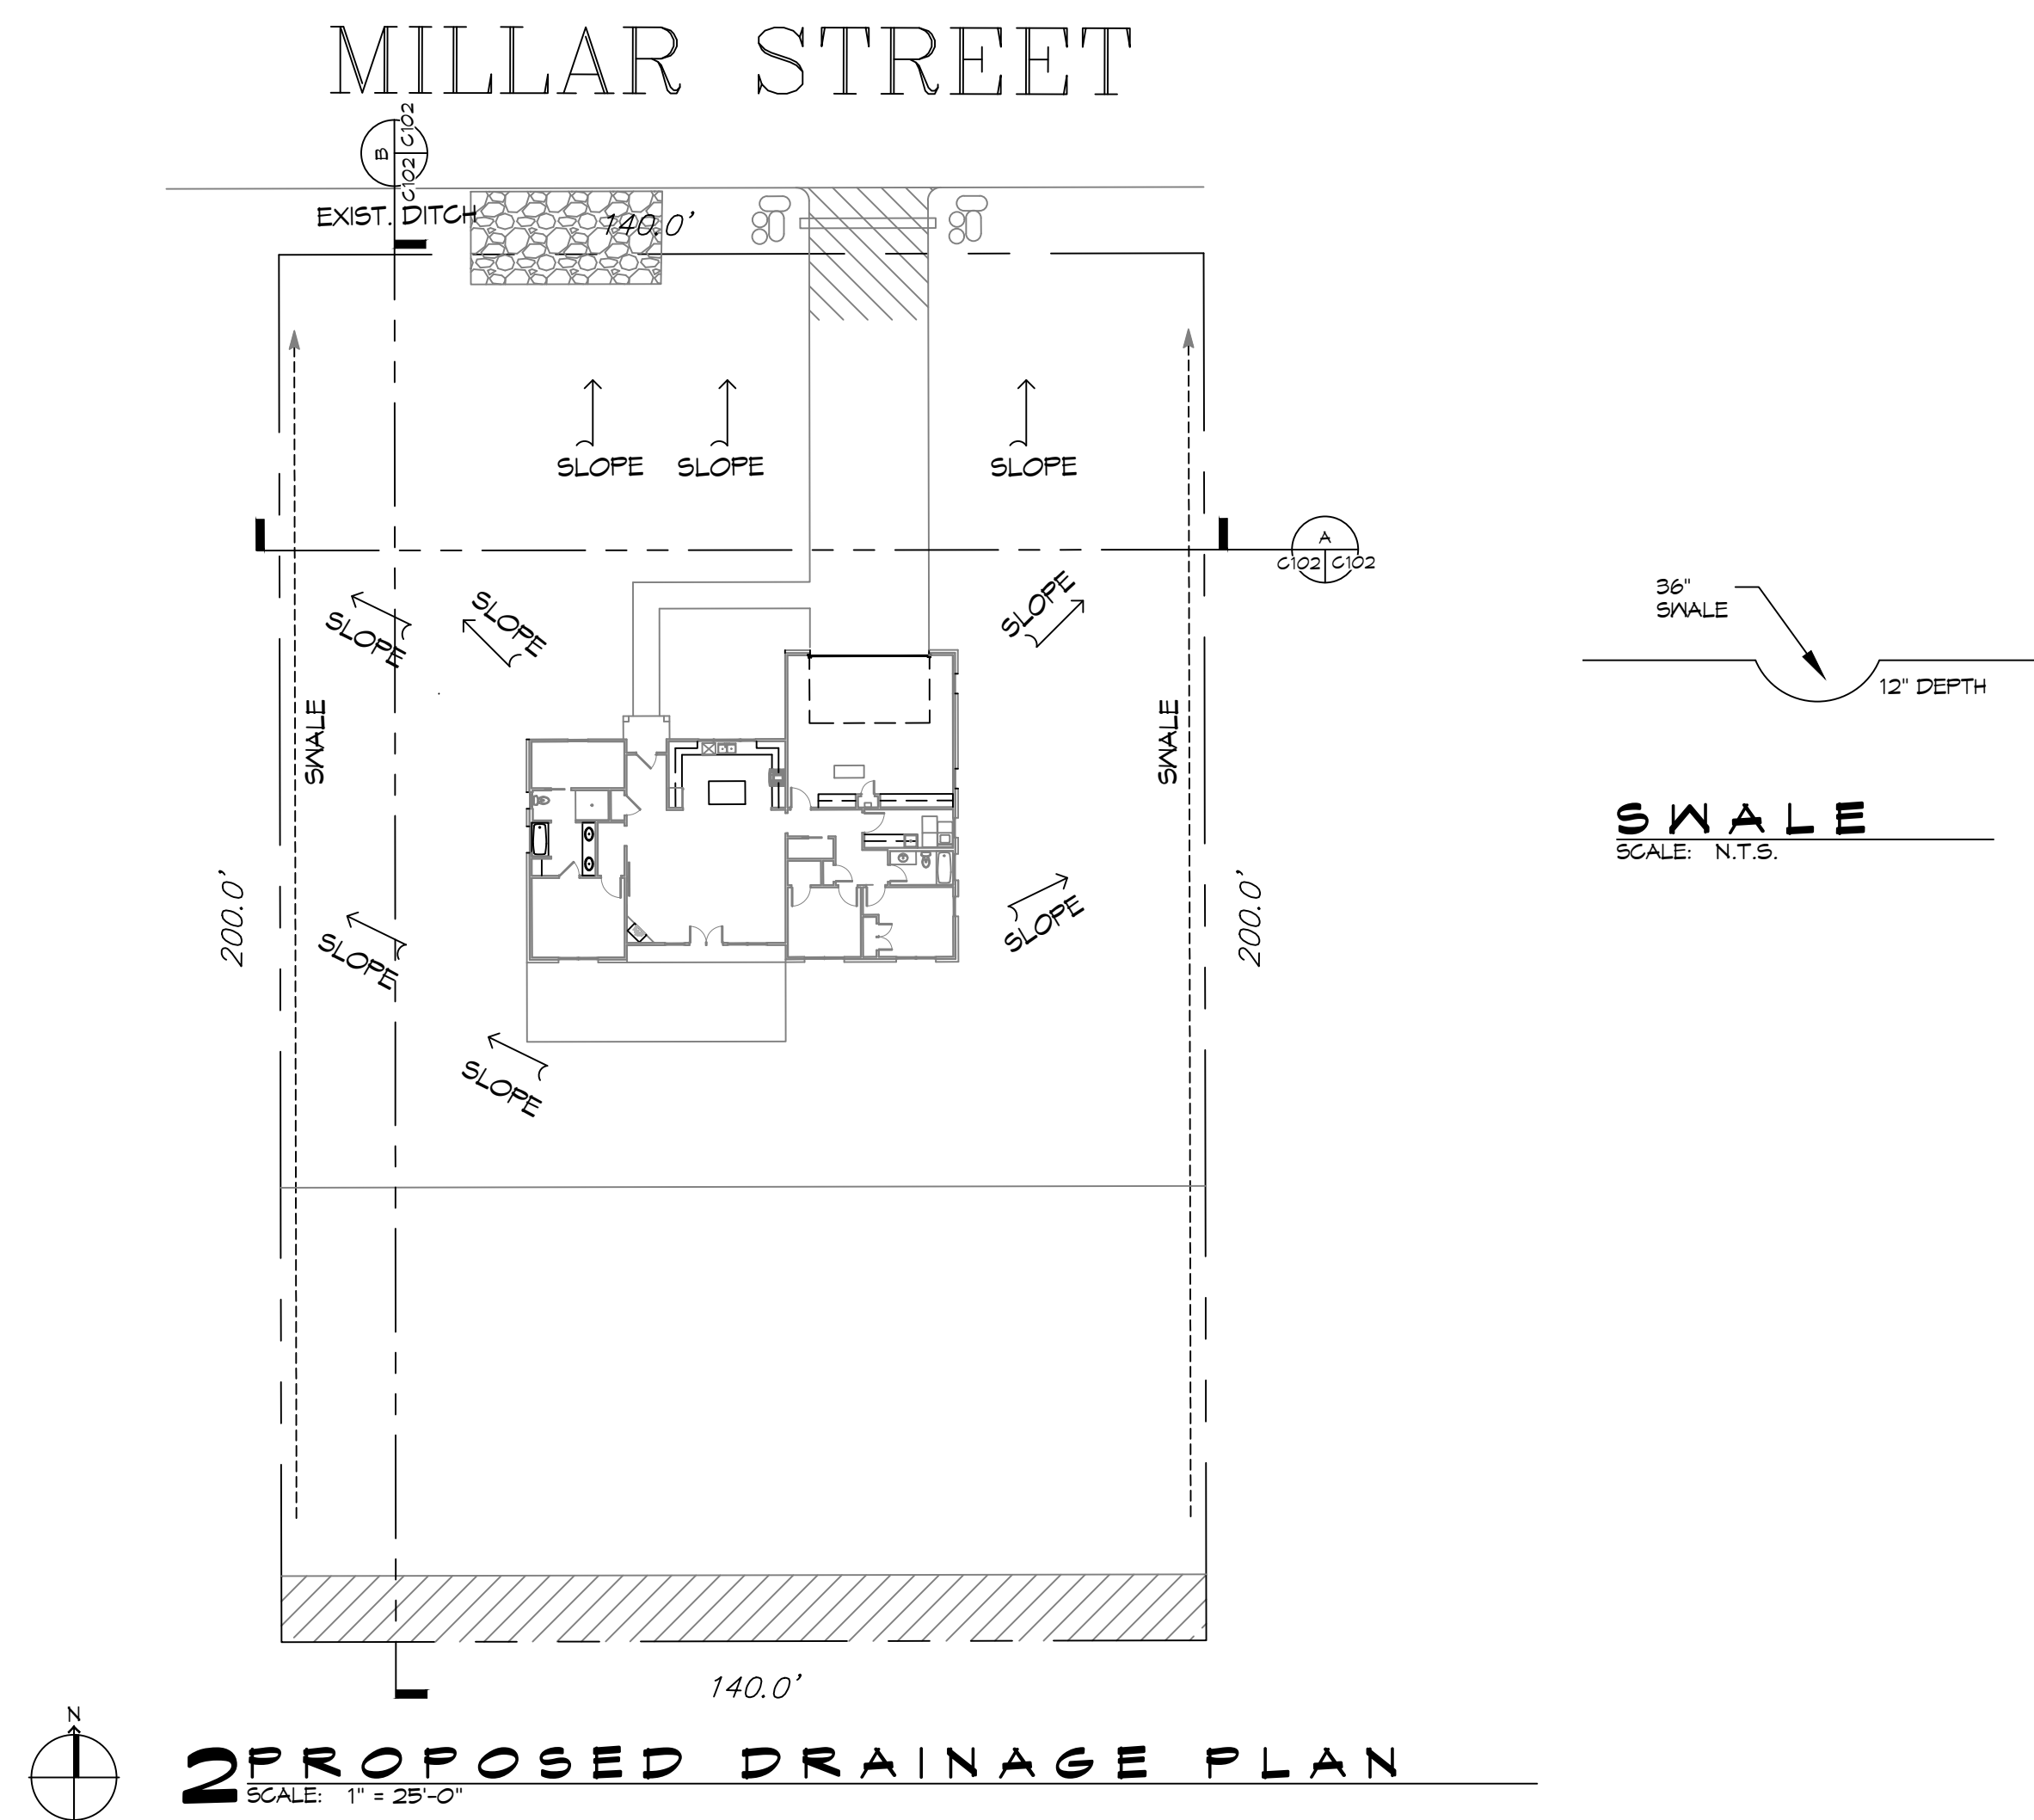 MILLAR STREET
B
C102 C102
EXIST. DITCH
140.0'
SLOPE
SLOPE
SLOPE
A
C102 C102
SLOPE
SLOPE
SLOPE
36"
SWALE
12" DEPTH
SWALE
SWALE
SWALE
SCALE: N.T.S.
200.0'
200.0'
SLOPE
SLOPE
SLOPE
140.0'
N
2 PROPOSED DRAINAGE PLAN
SCALE: 1" = 25'-0"